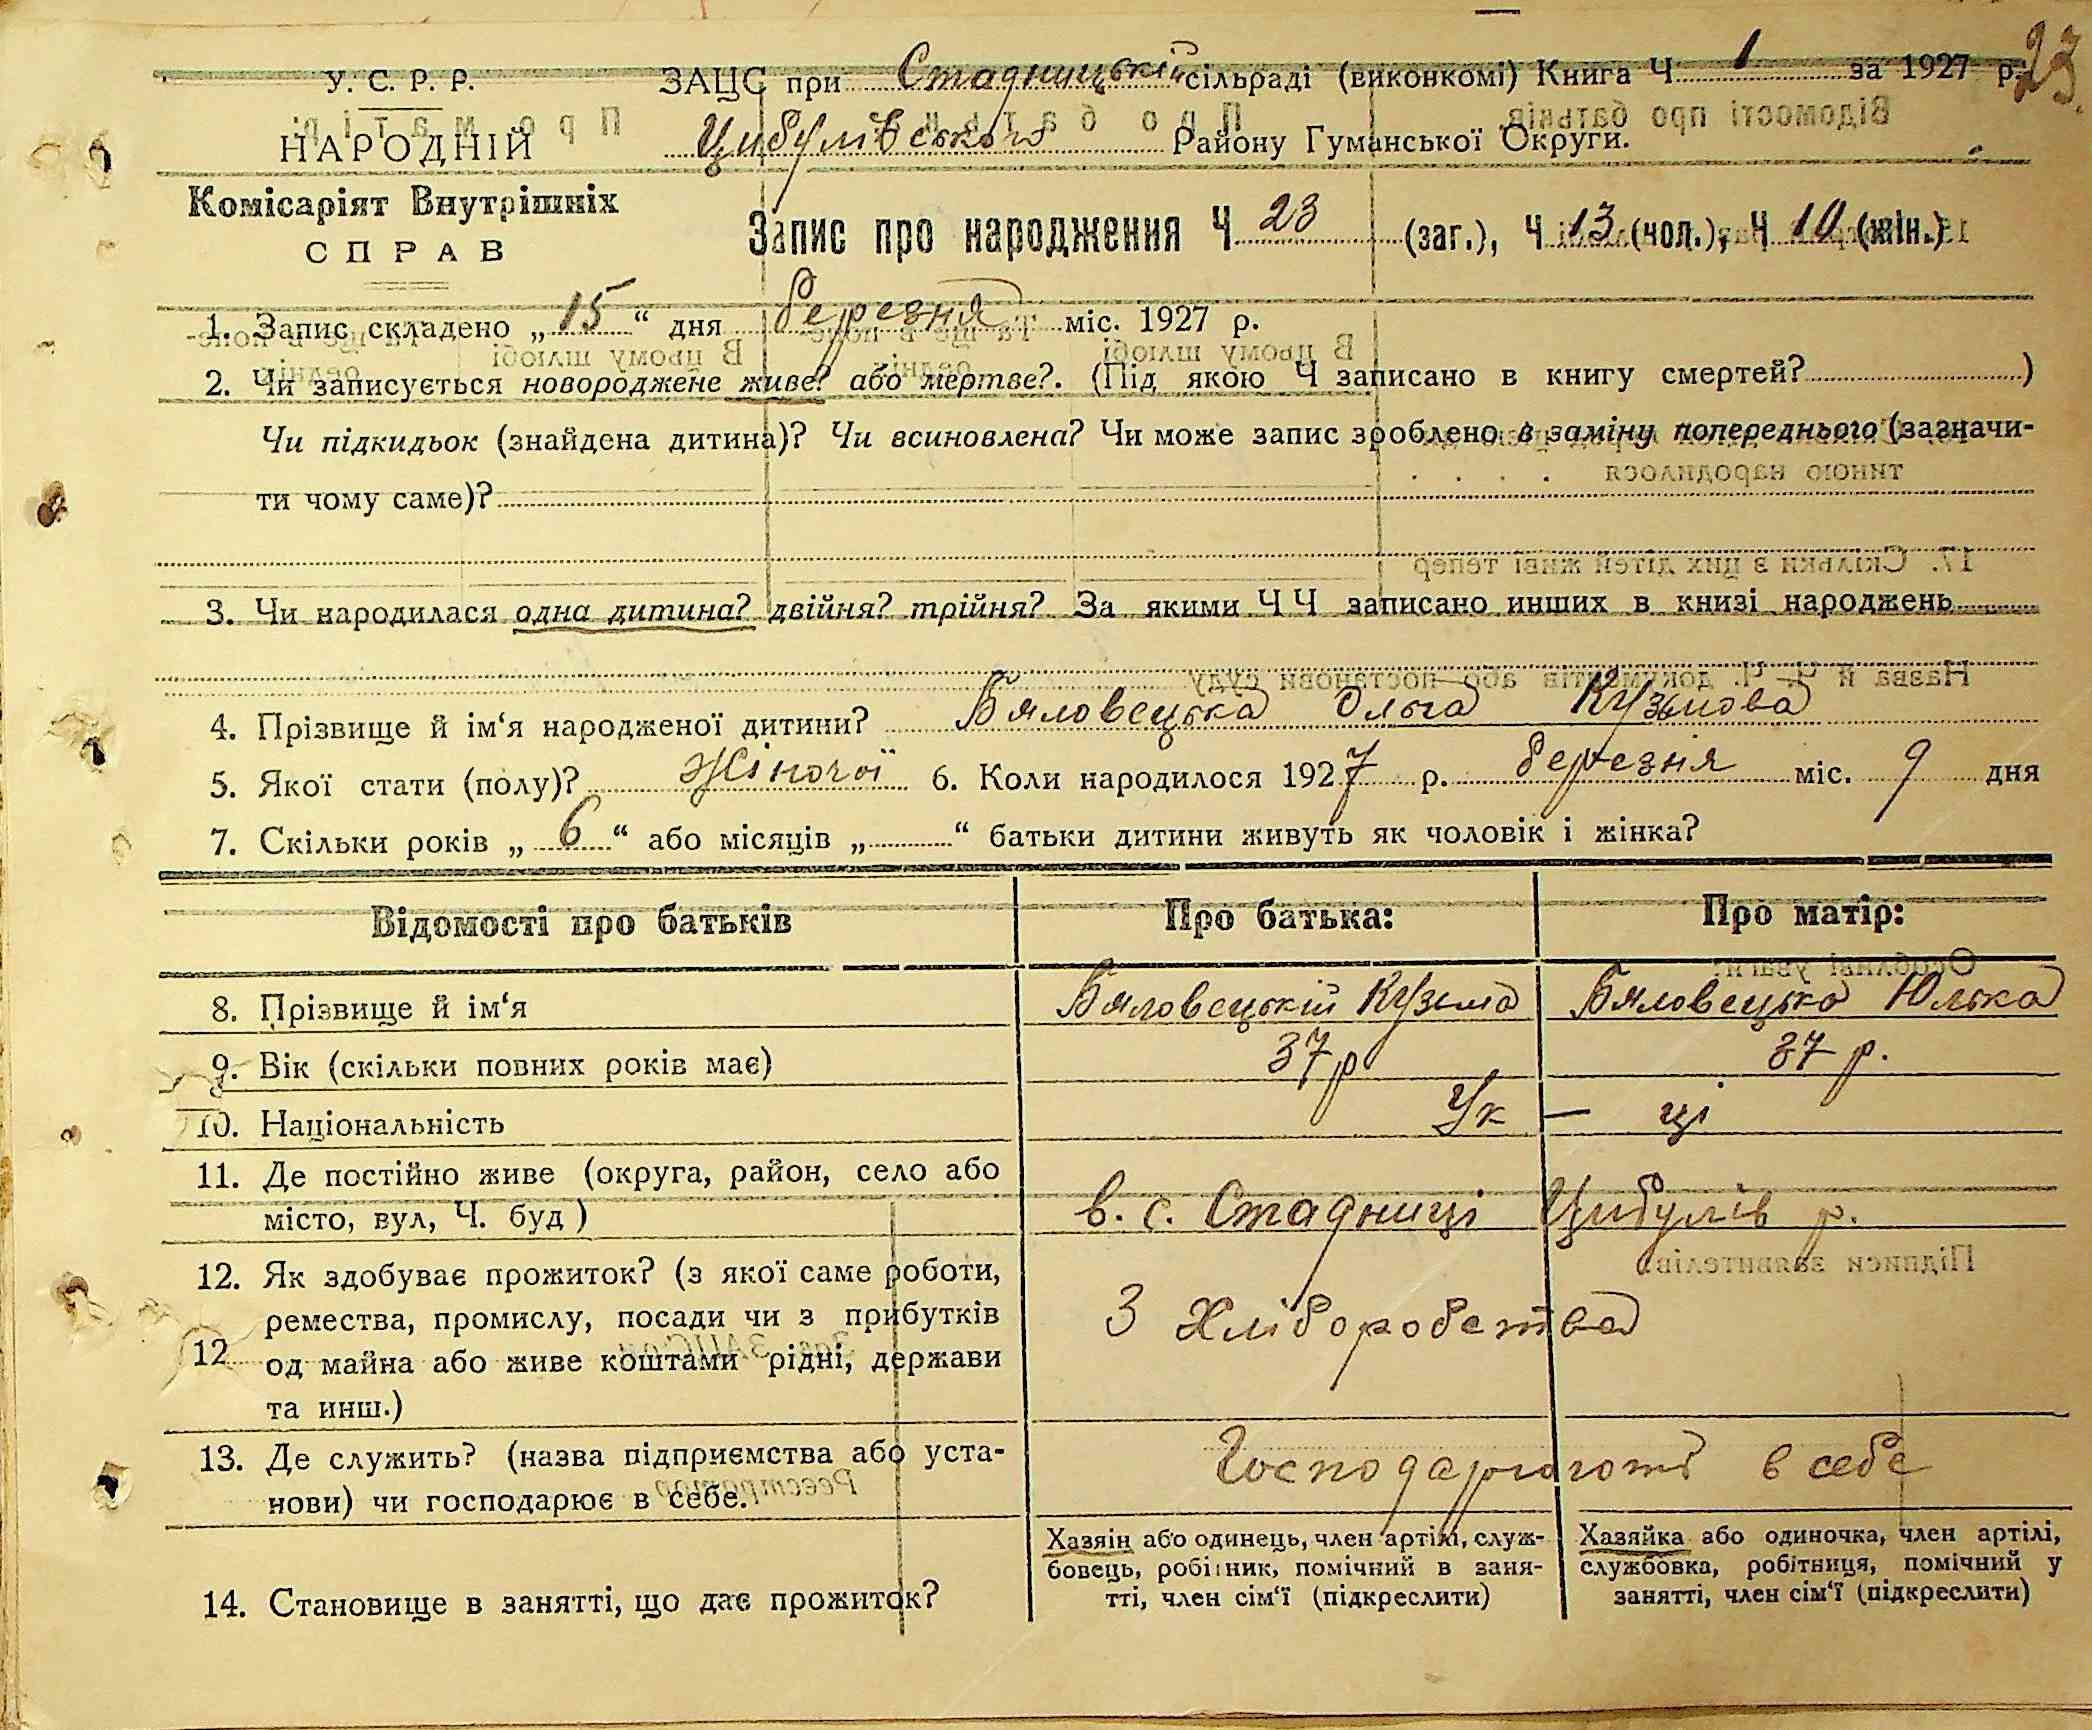 23.
У. С. Р. Р. ЗАЦС при Стадницькій сільраді (виконкомі) Книга Ч 1 за 1927 р.
НАРОДНІЙ Цибулівського Району Гуманської Округи.
Комісаріят Внутрішніх
СПРАВ
Запис про народження Ч 23 (заг.), Ч 13 (чол.), Ч 10 (жін.)
1. Запис складено „ 15 “ дня березня міс. 1927 р.
2. Чи записується новороджене живе? або мертве?. (Під якою Ч записано в книгу смертей? )
Чи підкидьок (знайдена дитина)? Чи всиновлена? Чи може запис зроблено в заміну попереднього (зазначи-
ти чому саме)?
3. Чи народилася одна дитина? двійня? трійня? За якими Ч Ч записано инших в книзі народжень
4. Прізвище й ім‘я народженої дитини? Бяловецька Ольга Кузьмова
5. Якої стати (полу)? Жіночої 6. Коли народилося 1927 р. березня міс. 9 дня
7. Скільки років „ 6 “ або місяців „ “ батьки дитини живуть як чоловік і жінка?
Відомості про батьків Про батька: Про матір:
8. Прізвище й ім‘я Бяловецькій Кузьма Бяловецька Юлька
9. Вік (скільки повних років має) 37 р 37 р.
10. Національність Ук — ці
11. Де постійно живе (округа, район, село або
місто, вул, Ч. буд ) в. с. Стадниці Цибулів р.
12. Як здобуває прожиток? (з якої саме роботи,
ремества, промислу, посади чи з прибутків З Хліборобства
12 од майна або живе коштами рідні, держави
та инш.)
13. Де служить? (назва підприємства або уста-
нови) чи господарює в себе. Господарюють в себе
14. Становище в занятті, що дає прожиток?
Хазяїн або одинець, член артілі, служ-
бовець, робітник, помічний в заня-
тті, член сім‘ї (підкреслити)
Хазяйка або одиночка, член артілі,
службовка, робітниця, помічний у
занятті, член сім‘ї (підкреслити)